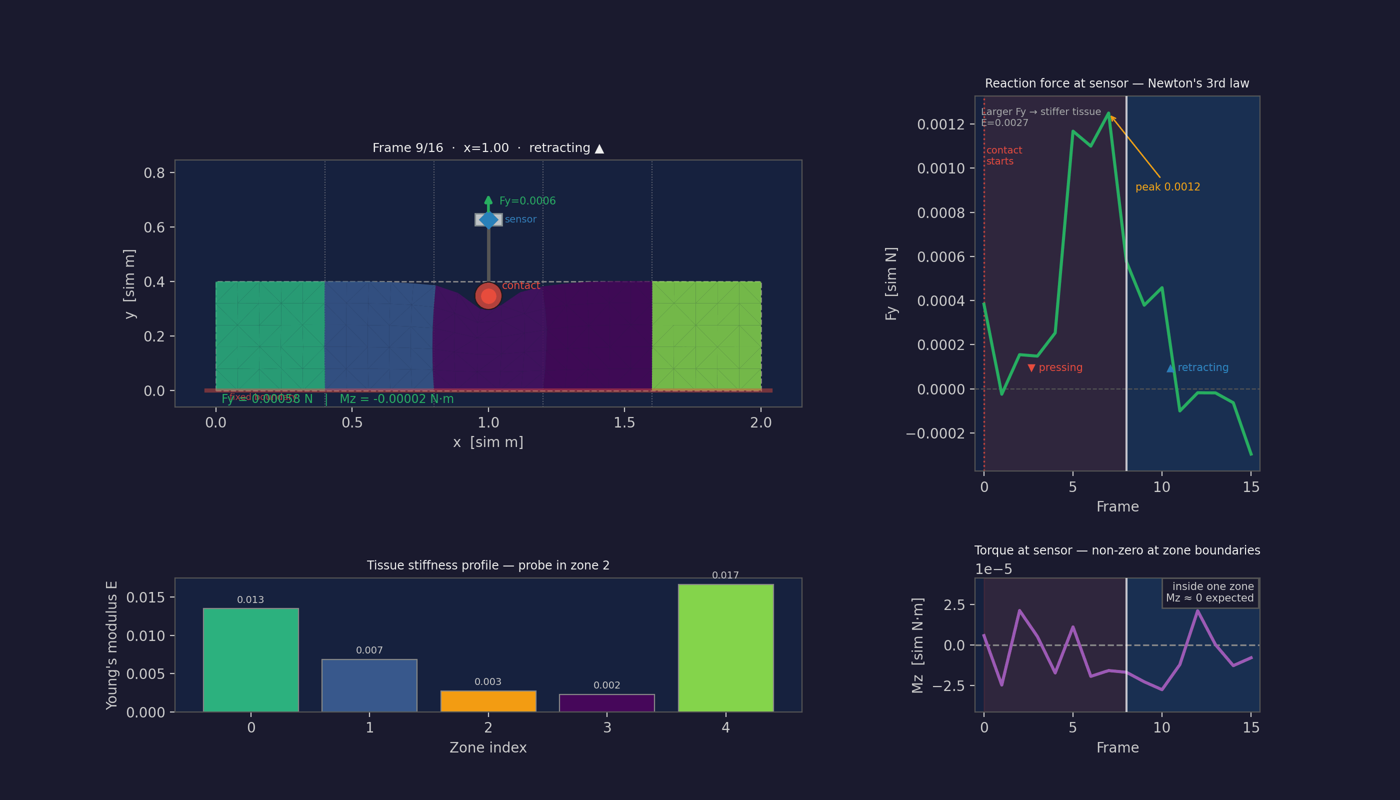 Frame 9/16 · x=1.00 · retracting ▲
0.8
0.6
0.4
0.2
0.0
y [sim m]
Fy=0.0006
sensor
contact
Fy = 0.00058 N | Mz = -0.00002 N·m
0.0
0.5
1.0
1.5
2.0
x [sim m]
Reaction force at sensor — Newton's 3rd law
0.0012
0.0010
0.0008
0.0006
0.0004
0.0002
0.0000
−0.0002
Fy [sim N]
Larger Fy → stiffer tissue
E=0.0027
contact
starts
peak 0.0012
▼ pressing
▲ retracting
0
5
10
15
Frame
Tissue stiffness profile — probe in zone 2
0.015
0.010
0.005
0.000
Young's modulus E
0.013
0.007
0.003
0.002
0.017
0
1
2
3
4
Zone index
Torque at sensor — non-zero at zone boundaries
1e−5
2.5
0.0
−2.5
Mz [sim N·m]
inside one zone
Mz ≈ 0 expected
0
5
10
15
Frame